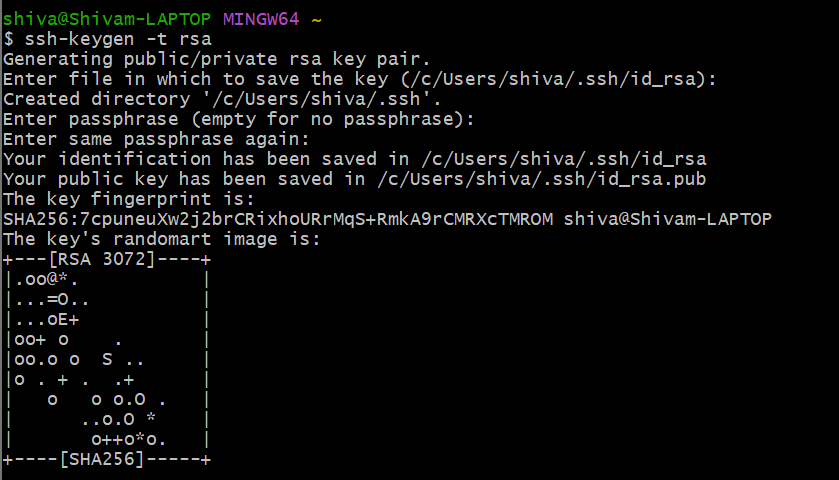 shiva@Shivam-LAPTOP MINGW64 ~
$ ssh-keygen -t rsa
Generating public/private rsa key pair.
Enter file in which to save the key (/c/Users/shiva/.ssh/id_rsa):
Created directory '/c/Users/shiva/.ssh'.
Enter passphrase (empty for no passphrase):
Enter same passphrase again:
Your identification has been saved in /c/Users/shiva/.ssh/id_rsa
Your public key has been saved in /c/Users/shiva/.ssh/id_rsa.pub
The key fingerprint is:
SHA256:7cpuneuXw2j2brCRixhoURrMqS+RmkA9rCMRXcTMROM shiva@Shivam-LAPTOP
The key's randomart image is:
+---[RSA 3072]----+
|.oo@*.           |
|...=O..          |
|...oE+           |
|oo+ o    .       |
|oo.o o  S ..     |
|o . + .  .+      |
|   o   o o.O .   |
|      ..o.O *    |
|       o++o*o.   |
+----[SHA256]-----+